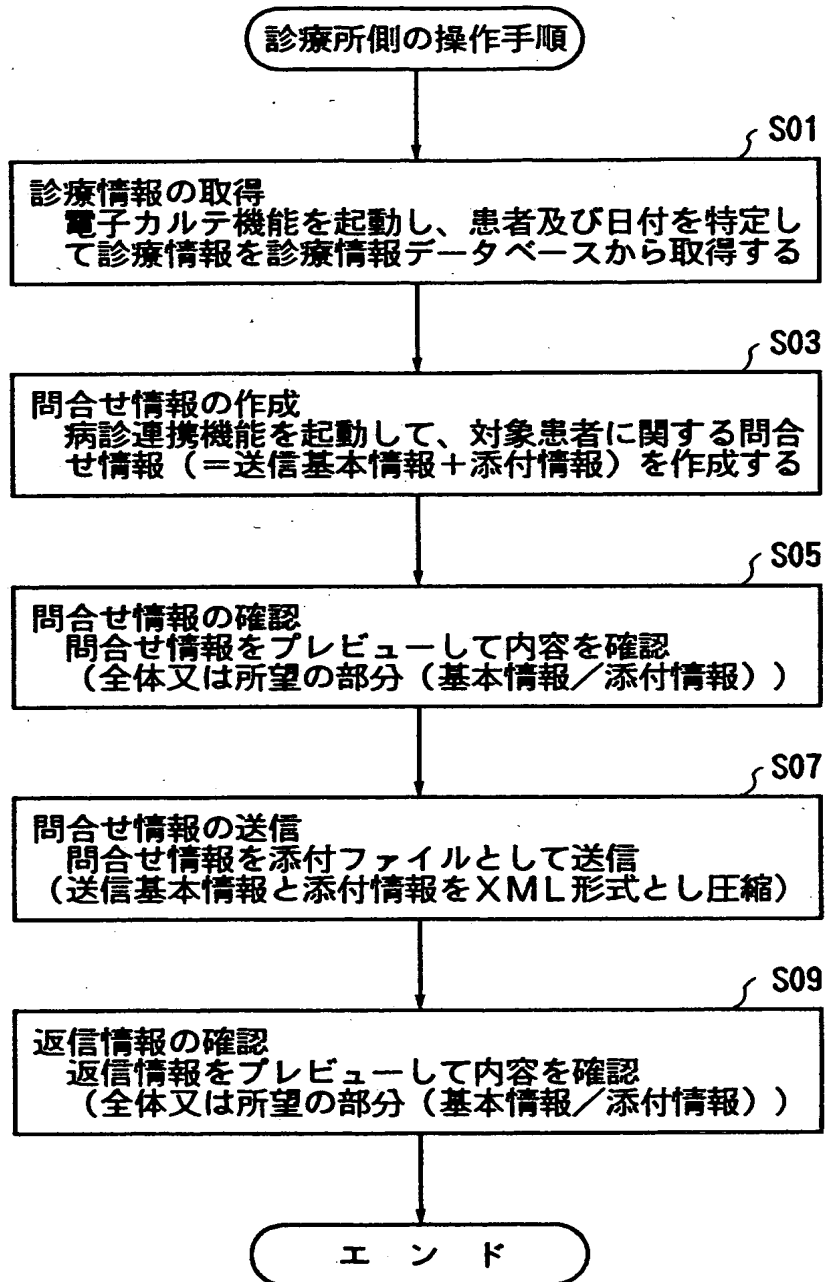 診療所側の操作手順
S01
診療情報の取得
電子カルテ機能を起動し、患者及び日付を特定し
て診療情報を診療情報データベースから取得する
S03
問合せ情報の作成
病診連携機能を起動して、対象患者に関する問合
せ情報(=送信基本情報+添付情報)を作成する
S05
問合せ情報の確認
問合せ情報をプレビューして内容を確認
(全体又は所望の部分(基本情報/添付情報))
S07
問合せ情報の送信
問合せ情報を添付ファイルとして送信
(送信基本情報と添付情報をXML形式とし圧縮)
S09
返信情報の確認
返信情報をプレビューして内容を確認
(全体又は所望の部分(基本情報/添付情報))
エンド